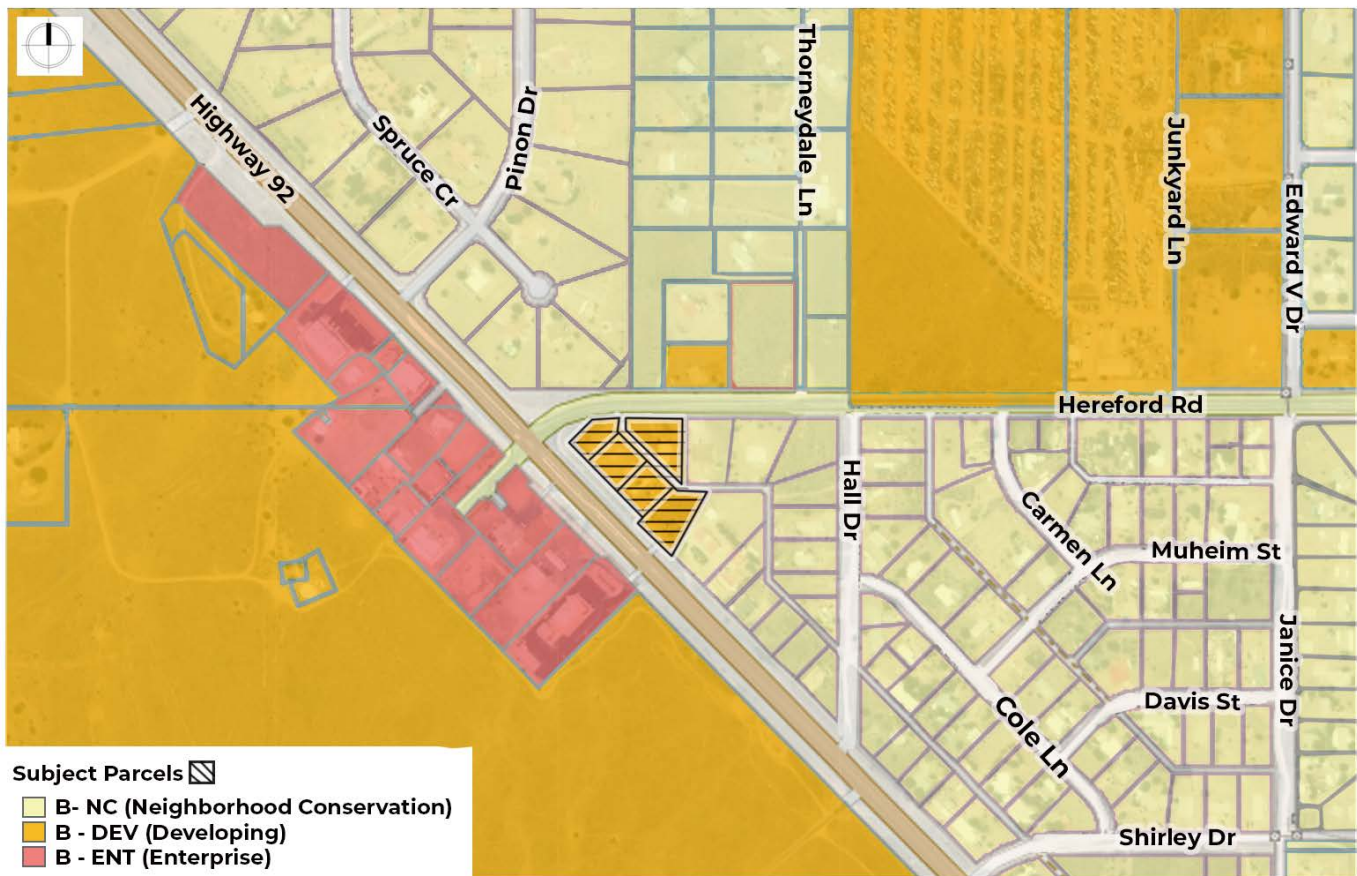 Highway 92
Spruce Cr
Pinon Dr
Thorneydale Ln
Junkyard Ln
Edward V Dr
Hereford Rd
Hall Dr
Carmen Ln
Muheim St
Janice Dr
Davis St
Cole Ln
Shirley Dr
Subject Parcels
B- NC (Neighborhood Conservation)
B - DEV (Developing)
B - ENT (Enterprise)